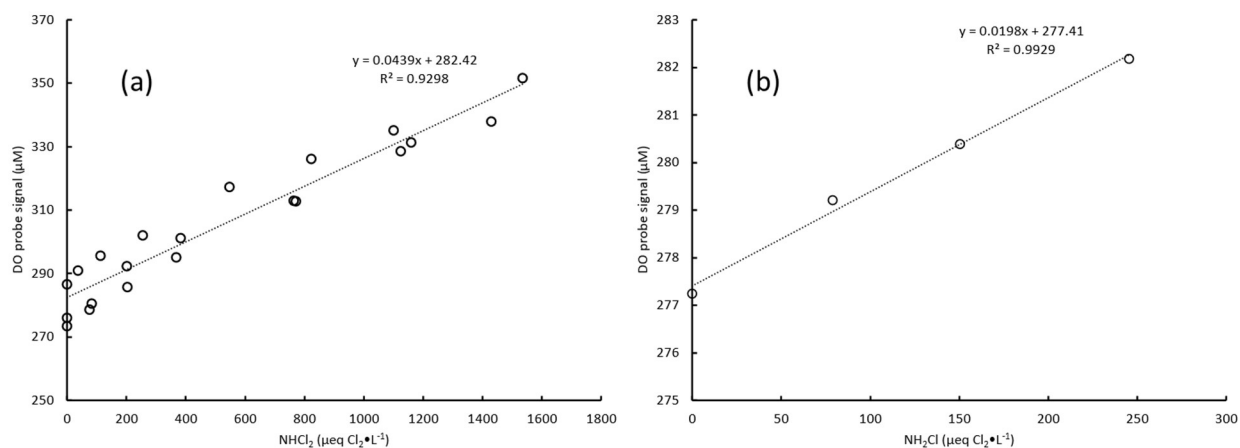 370
350
330
310
290
270
250
DO probe signal (µM)
(a)
y = 0.0439x + 282.42
R² = 0.9298
0 200 400 600 800 1000 1200 1400 1600 1800
NHCl₂ (µeq Cl₂•L⁻¹)
283
282
281
280
279
278
277
276
275
DO probe signal (µM)
(b)
y = 0.0198x + 277.41
R² = 0.9929
0 50 100 150 200 250 300
NH₂Cl (µeq Cl₂•L⁻¹)